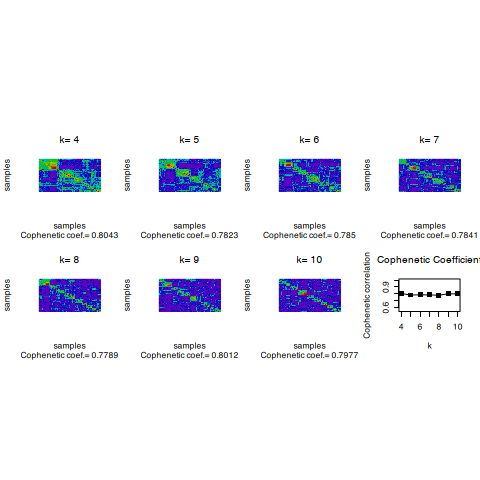 k= 4
samples
samples
Cophenetic coef.= 0.8043
k= 5
samples
samples
Cophenetic coef.= 0.7823
k= 6
samples
samples
Cophenetic coef.= 0.785
k= 7
samples
samples
Cophenetic coef.= 0.7841
k= 8
samples
samples
Cophenetic coef.= 0.7789
k= 9
samples
samples
Cophenetic coef.= 0.8012
k= 10
samples
samples
Cophenetic coef.= 0.7977
Cophenetic Coefficient
Cophenetic correlation
0.9
0.6
4 6 8 10
k